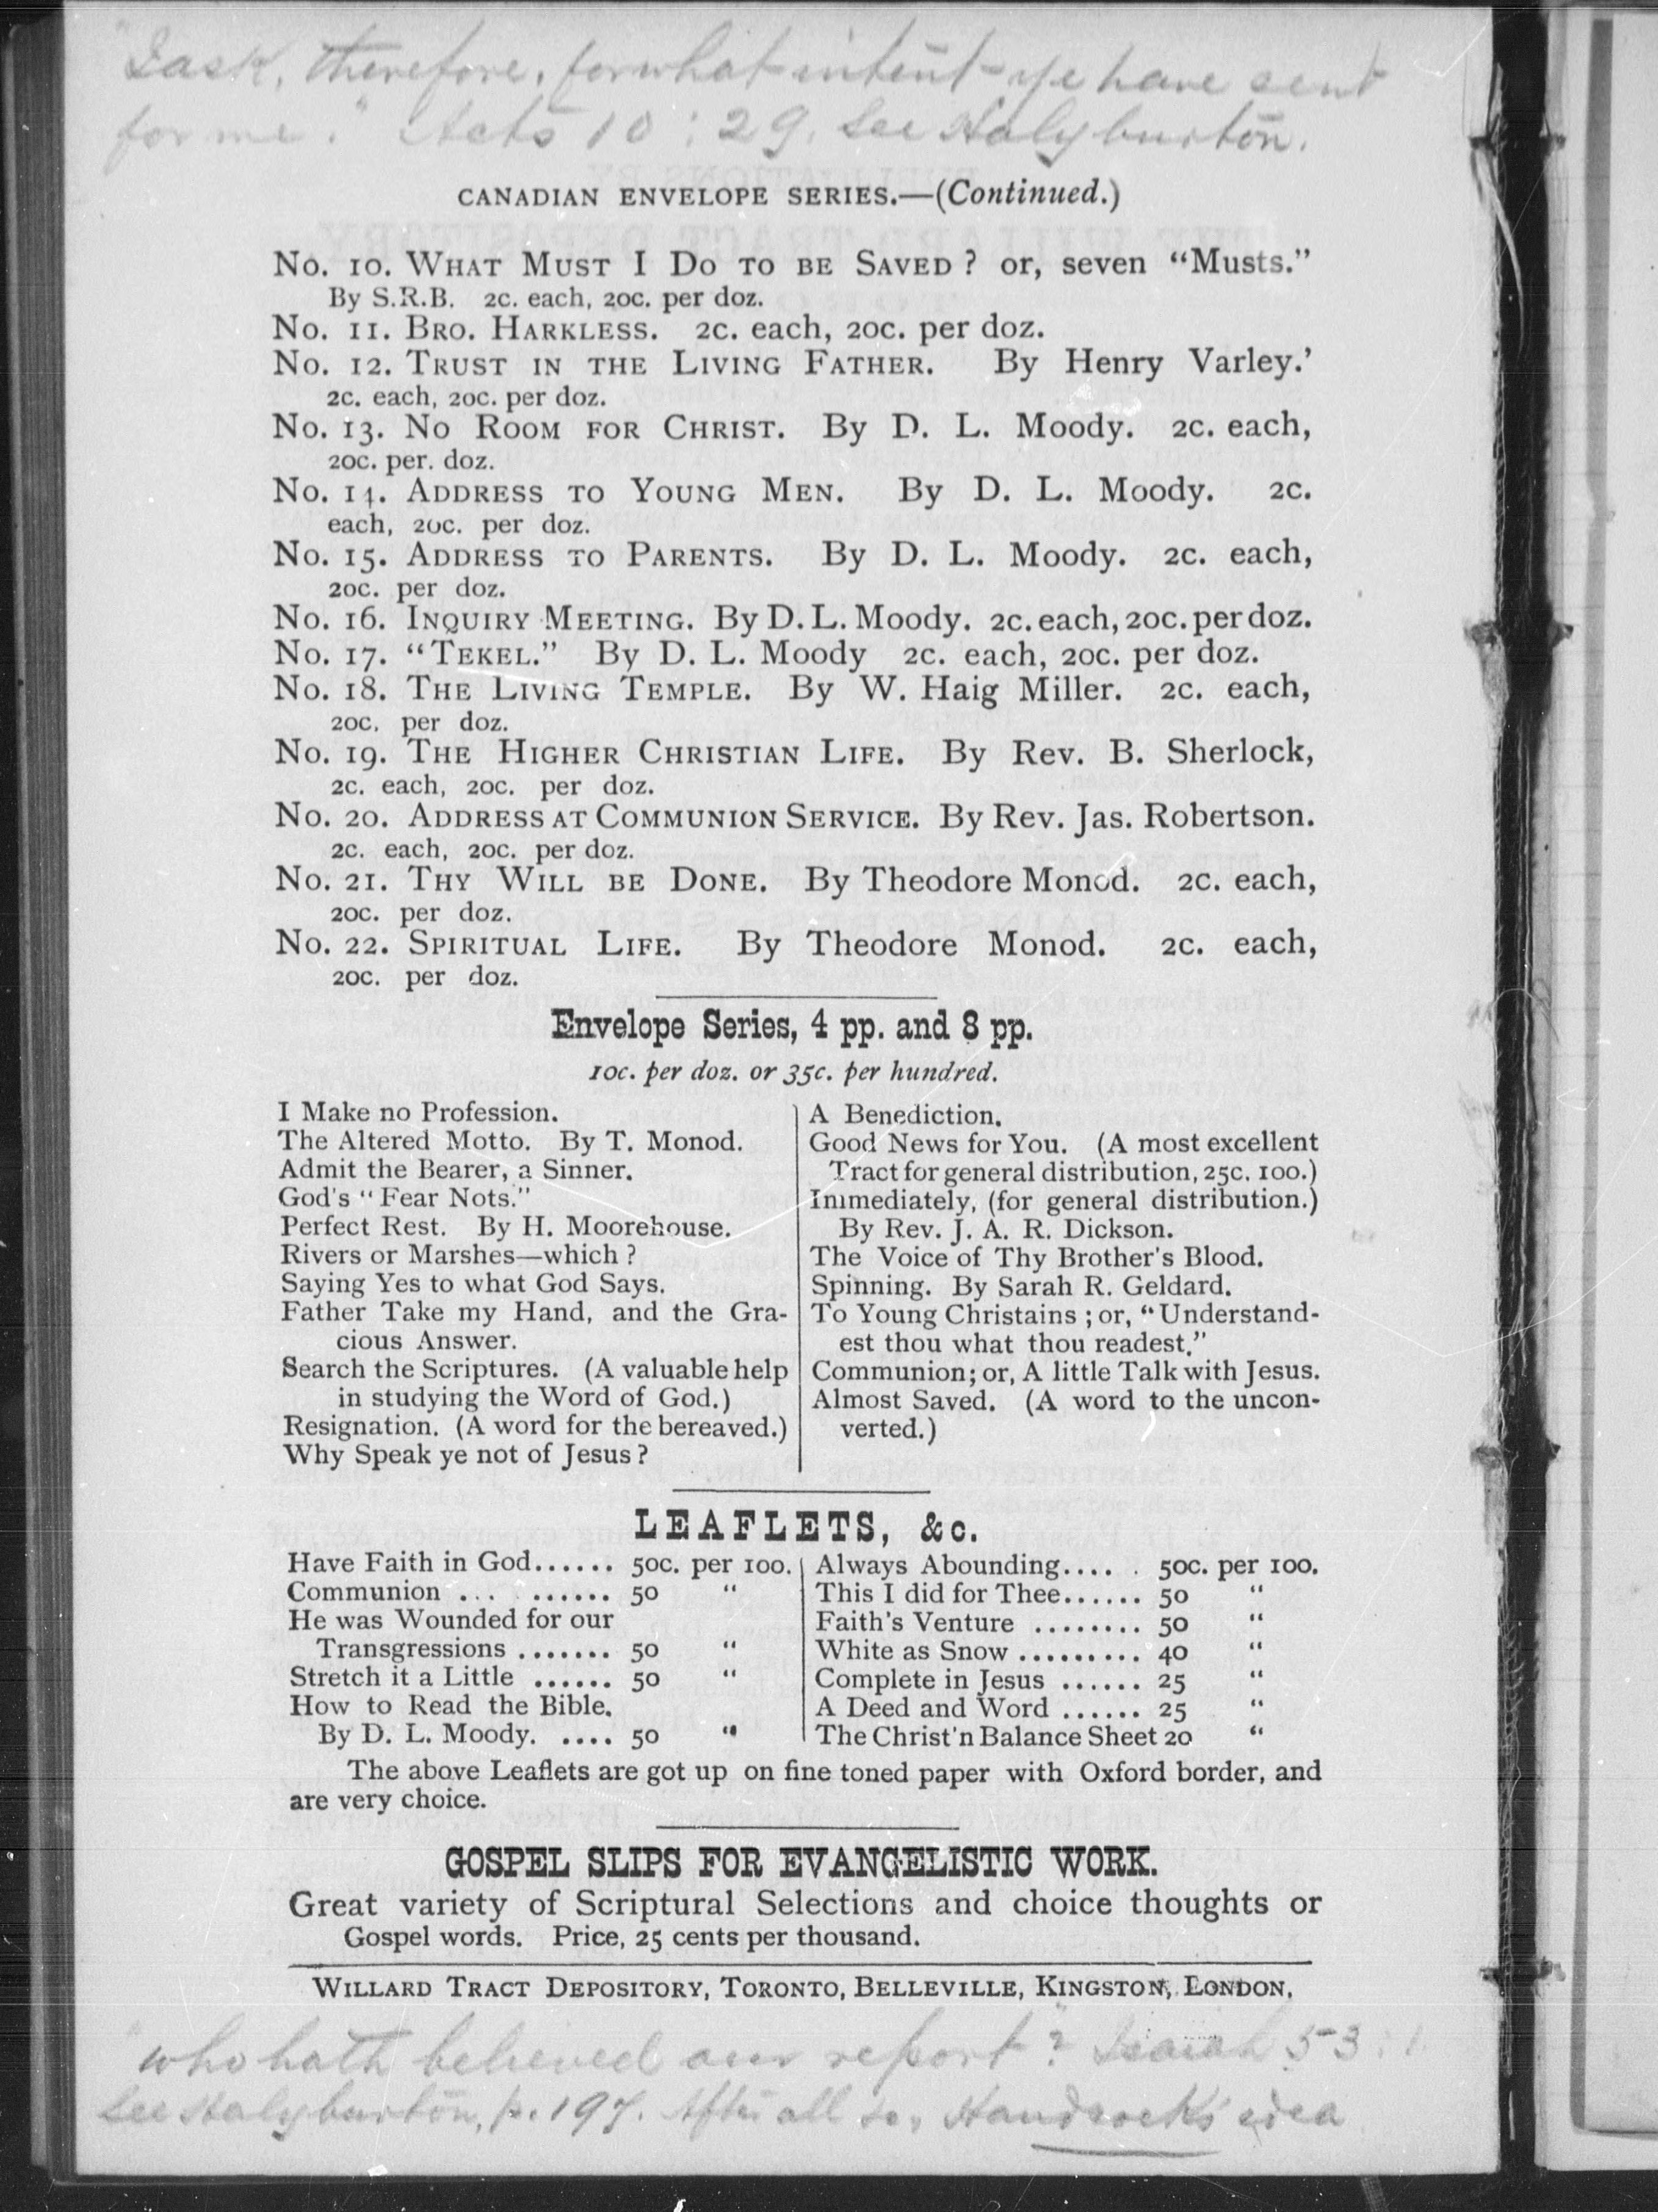 "I ask, therefore, for what intent ye have sent
for me." Acts 10 : 29. See Halyburton.
CANADIAN ENVELOPE SERIES.—(Continued.)
No. 10. WHAT MUST I DO TO BE SAVED? or, seven "Musts."
By S.R.B. 2c. each, 20c. per doz.
No. 11. BRO. HARKLESS. 2c. each, 20c. per doz.
No. 12. TRUST IN THE LIVING FATHER. By Henry Varley.'
2c. each, 20c. per doz.
No. 13. NO ROOM FOR CHRIST. By D. L. Moody. 2c. each,
20c. per. doz.
No. 14. ADDRESS TO YOUNG MEN. By D. L. Moody. 2c.
each, 20c. per doz.
No. 15. ADDRESS TO PARENTS. By D. L. Moody. 2c. each,
20c. per doz.
No. 16. INQUIRY MEETING. By D. L. Moody. 2c. each, 20c. per doz.
No. 17. "TEKEL." By D. L. Moody 2c. each, 20c. per doz.
No. 18. THE LIVING TEMPLE. By W. Haig Miller. 2c. each,
20c. per doz.
No. 19. THE HIGHER CHRISTIAN LIFE. By Rev. B. Sherlock,
2c. each, 20c. per doz.
No. 20. ADDRESS AT COMMUNION SERVICE. By Rev. Jas. Robertson.
2c. each, 20c. per doz.
No. 21. THY WILL BE DONE. By Theodore Monod. 2c. each,
20c. per doz.
No. 22. SPIRITUAL LIFE. By Theodore Monod. 2c. each,
20c. per doz.
Envelope Series, 4 pp. and 8 pp.
10c. per doz. or 35c. per hundred.
I Make no Profession.
The Altered Motto. By T. Monod.
Admit the Bearer, a Sinner.
God's "Fear Nots."
Perfect Rest. By H. Moorehouse.
Rivers or Marshes—which?
Saying Yes to what God Says.
Father Take my Hand, and the Gra-
cious Answer.
Search the Scriptures. (A valuable help
in studying the Word of God.)
Resignation. (A word for the bereaved.)
Why Speak ye not of Jesus?
A Benediction.
Good News for You. (A most excellent
Tract for general distribution, 25c. 100.)
Immediately, (for general distribution.)
By Rev. J. A. R. Dickson.
The Voice of Thy Brother's Blood.
Spinning. By Sarah R. Geldard.
To Young Christains; or, "Understand-
est thou what thou readest."
Communion; or, A little Talk with Jesus.
Almost Saved. (A word to the uncon-
verted.)
LEAFLETS, &c.
Have Faith in God...... 50c. per 100.
Communion ... ...... 50 "
He was Wounded for our
Transgressions ....... 50 "
Stretch it a Little ...... 50 "
How to Read the Bible.
By D. L. Moody. .... 50 "
Always Abounding.... . 50c. per 100.
This I did for Thee...... 50 "
Faith's Venture ........ 50 "
White as Snow .......... 40 "
Complete in Jesus ...... 25 "
A Deed and Word ...... 25 "
The Christ'n Balance Sheet 20 "
The above Leaflets are got up on fine toned paper with Oxford border, and
are very choice.
GOSPEL SLIPS FOR EVANGELISTIC WORK.
Great variety of Scriptural Selections and choice thoughts or
Gospel words. Price, 25 cents per thousand.
WILLARD TRACT DEPOSITORY, TORONTO, BELLEVILLE, KINGSTON, LONDON.
"Who hath believed our report"? Isaiah 53:1
See Halyburton, p. 197. After all so, Handcock's idea